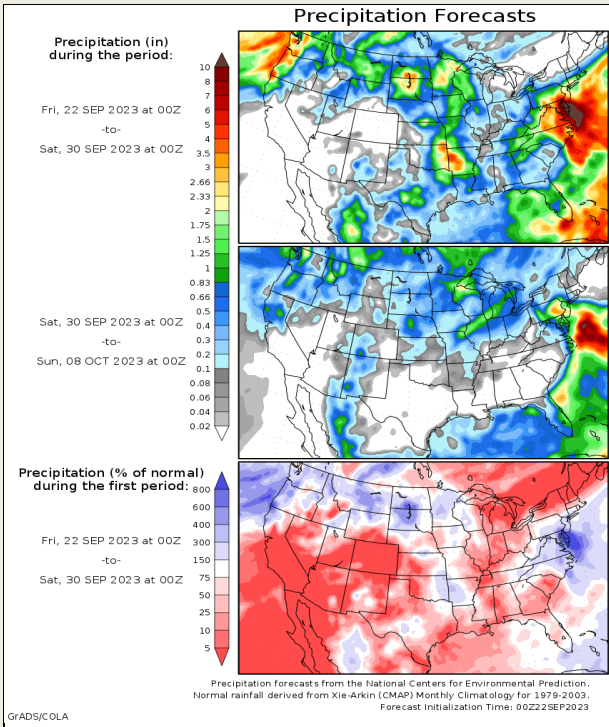 Precipitation Forecasts
Precipitation (in)
during the period:
Fri, 22 SEP 2023 at 00Z
-to-
Sat, 30 SEP 2023 at 00Z
10
8
7
6
5
4
3.5
3
2.66
2.33
2
1.75
1.5
1.25
1
0.83
0.66
0.5
0.4
0.3
0.2
0.1
0.08
0.06
0.04
0.02
Sat, 30 SEP 2023 at 00Z
-to-
Sun, 08 OCT 2023 at 00Z
Precipitation (% of normal)
during the first period:
Fri, 22 SEP 2023 at 00Z
-to-
Sat, 30 SEP 2023 at 00Z
800
600
400
300
150
75
50
25
10
5
Precipitation forecasts from the National Centers for Environmental Prediction.
Normal rainfall derived from Xie-Arkin (CMAP) Monthly Climatology for 1979-2003.
Forecast Initialization Time: 00Z22SEP2023
GrADS/COLA